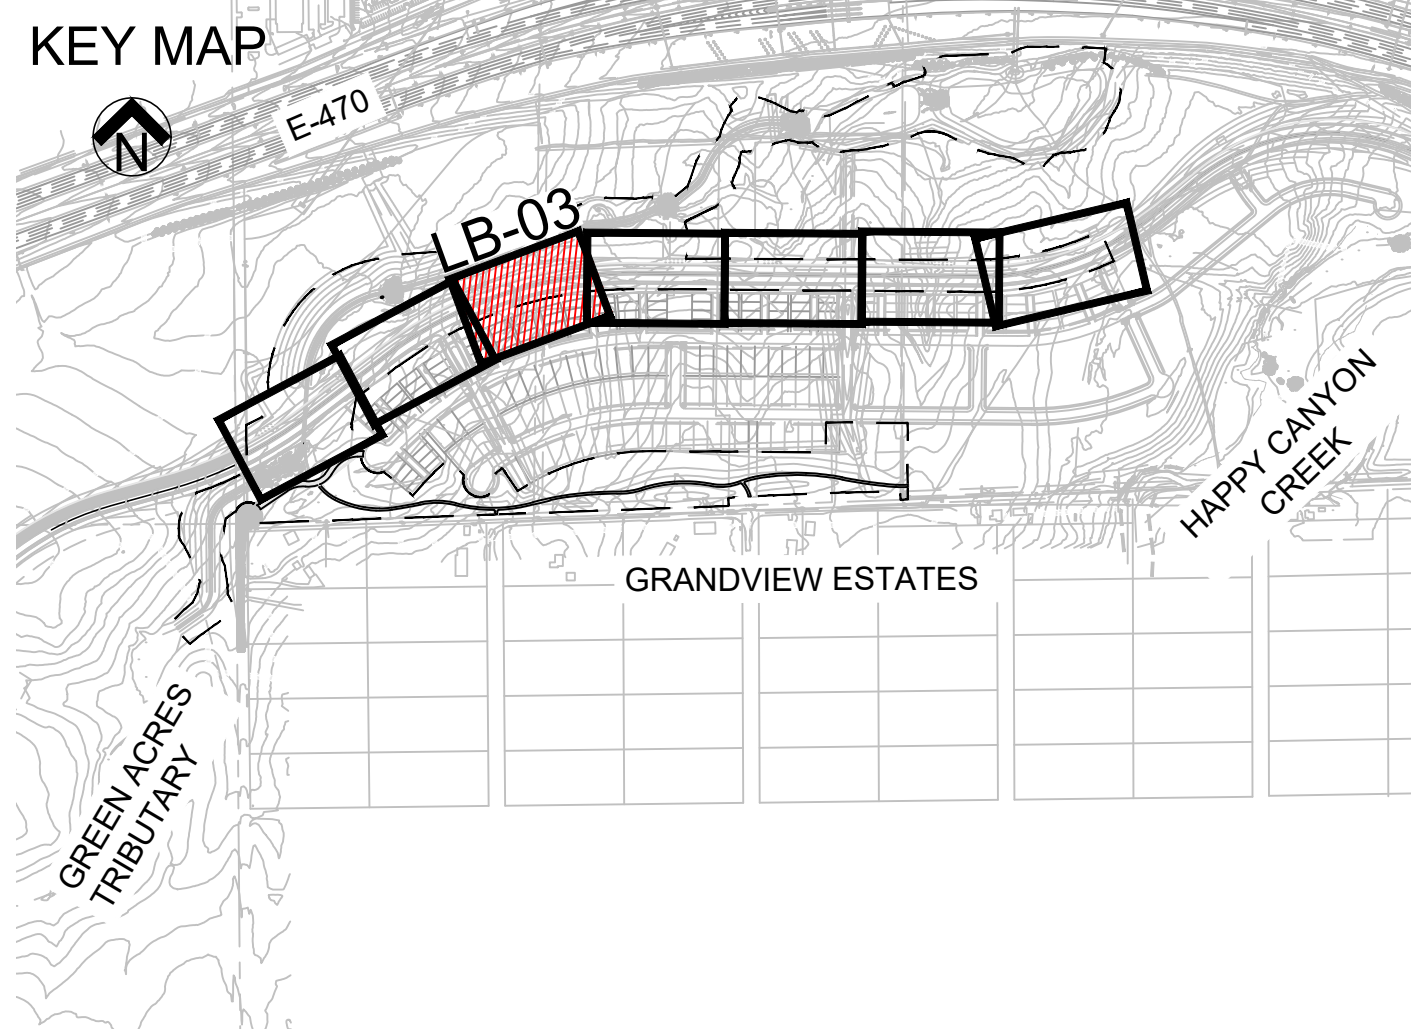 KEY MAP
E-470
N
LB-03
HAPPY CANYON
CREEK
GRANDVIEW ESTATES
GREEN ACRES
TRIBUTARY